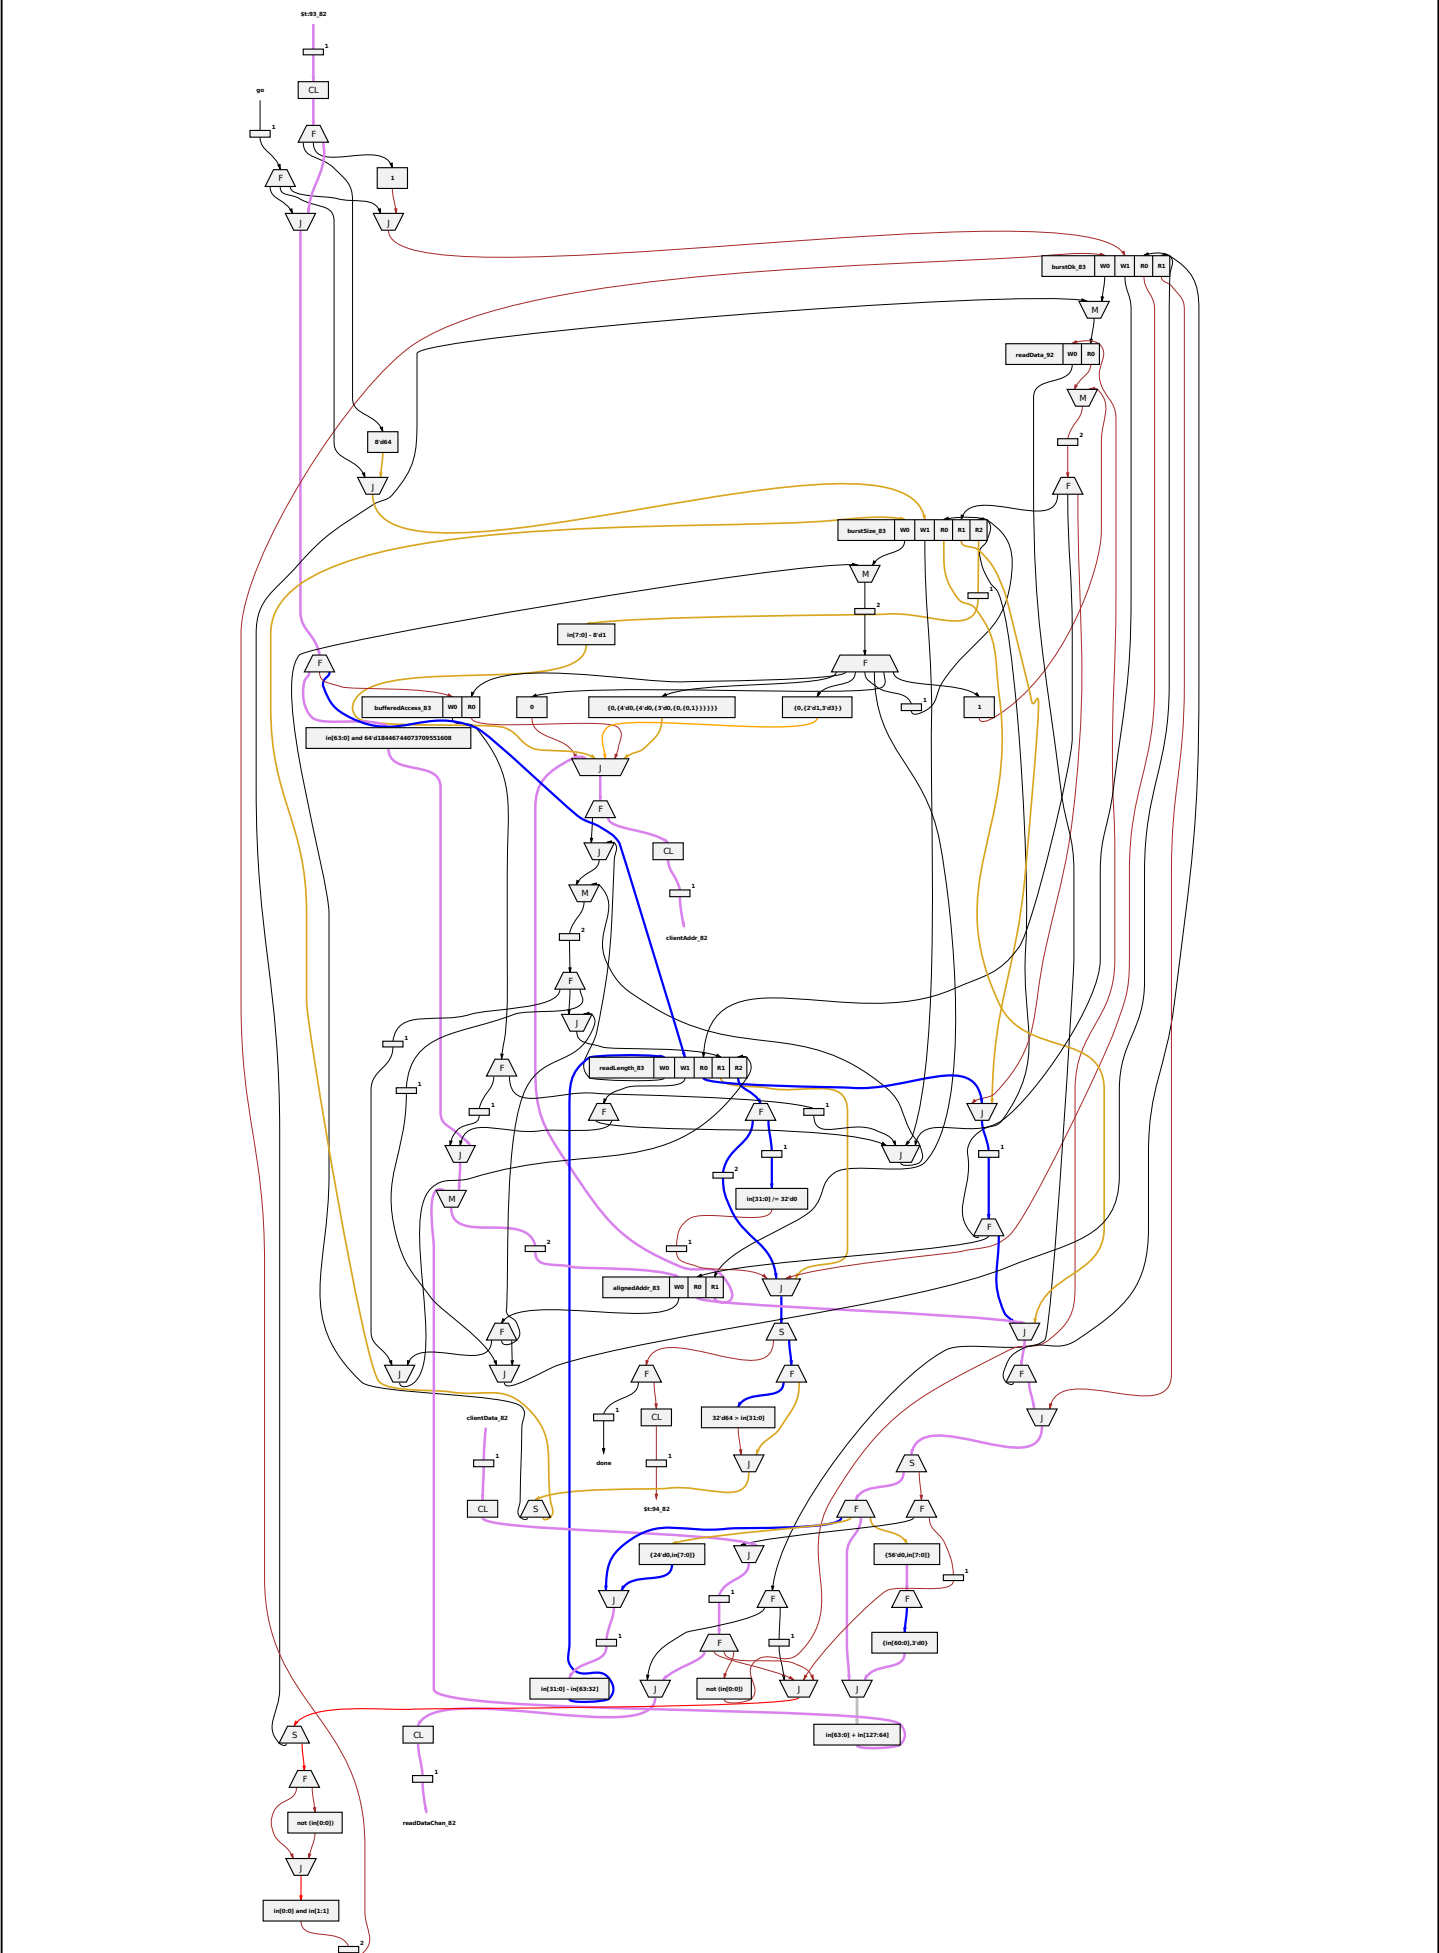 $t:93_82
1
CL
go
1
F
F
1
J
J
burstOk_83 W0 W1 R0 R1
M
readData_92 W0 R0
M
8'd64
2
J
F
burstSize_83 W0 W1 R0 R1 R2
M
1
2
in[7:0] - 8'd1
F
F
bufferedAccess_83 W0 R0
0
{0,{4'd0,{4'd0,{3'd0,{0,{0,1}}}}}}
{0,{2'd1,3'd3}}
1
1
in[63:0] and 64'd18446744073709551608
J
F
J
CL
M
1
2
clientAddr_82
F
J
1
F
readLength_83 W0 W1 R0 R1 R2
1
1
F
F
1
J
J
J
1
1
2
M
in[31:0] /= 32'd0
F
2
1
alignedAddr_83 W0 R0 R1
J
F
S
J
J
J
F
F
F
1
CL
32'd64 > in[31:0]
J
clientData_82
1
done
1
J
S
$t:94_82
CL
S
F
F
{24'd0,in[7:0]}
J
{56'd0,in[7:0]}
1
J
1
F
F
1
F
1
{in[60:0],3'd0}
in[31:0] - in[63:32]
J
not (in[0:0])
J
J
S
CL
in[63:0] + in[127:64]
F
1
not (in[0:0])
readDataChan_82
J
in[0:0] and in[1:1]
2